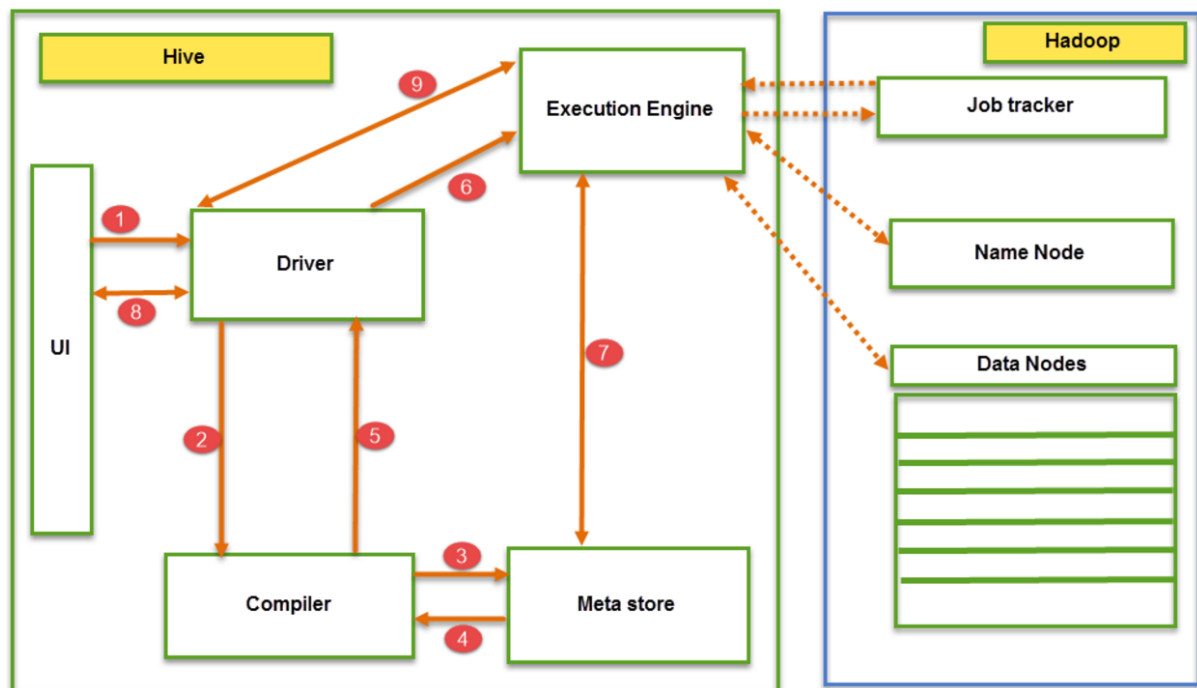 Hive
Hadoop
9
Execution Engine
Job tracker
6
1
Driver
Name Node
8
UI
7
Data Nodes
2
5
3
Compiler
Meta store
4